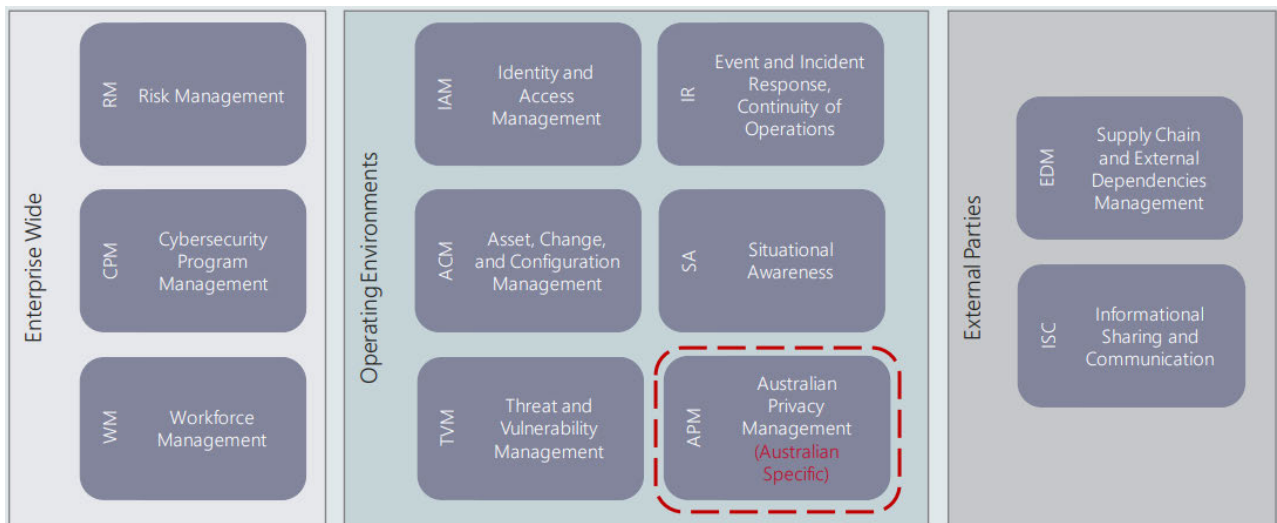 Enterprise Wide
RM
Risk Management
CPM
Cybersecurity
Program
Management
WM
Workforce
Management
Operating Environments
IAM
Identity and
Access
Management
IR
Event and Incident
Response,
Continuity of
Operations
ACM
Asset, Change,
and Configuration
Management
SA
Situational
Awareness
TVM
Threat and
Vulnerability
Management
APM
Australian
Privacy
Management
(Australian
Specific)
External Parties
EDM
Supply Chain
and External
Dependencies
Management
ISC
Informational
Sharing and
Communication